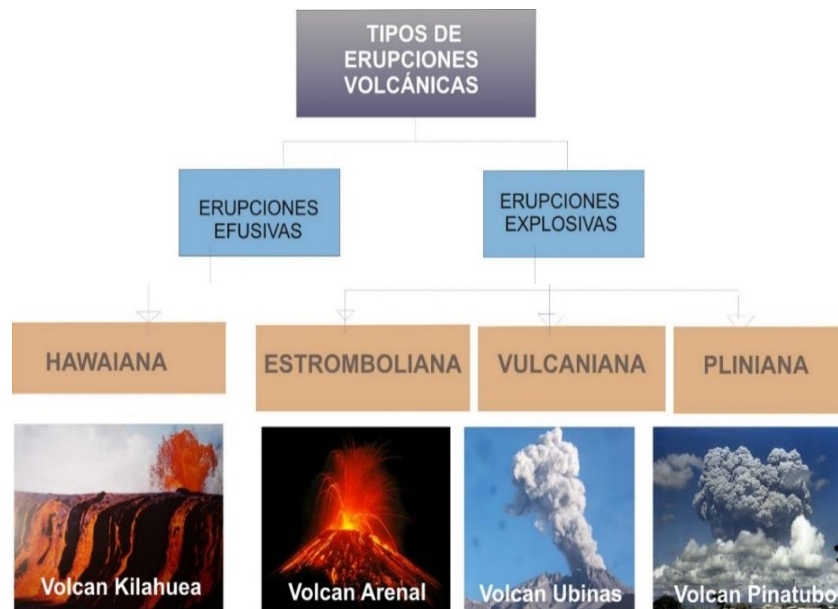 TIPOS DE
ERUPCIONES
VOLCÁNICAS
ERUPCIONES
EFUSIVAS
ERUPCIONES
EXPLOSIVAS
HAWAIANA
ESTROMBOLIANA
VULCANIANA
PLINIANA
Volcan Kilahuea
Volcan Arenal
Volcan Ubinas
Volcan Pinatubo